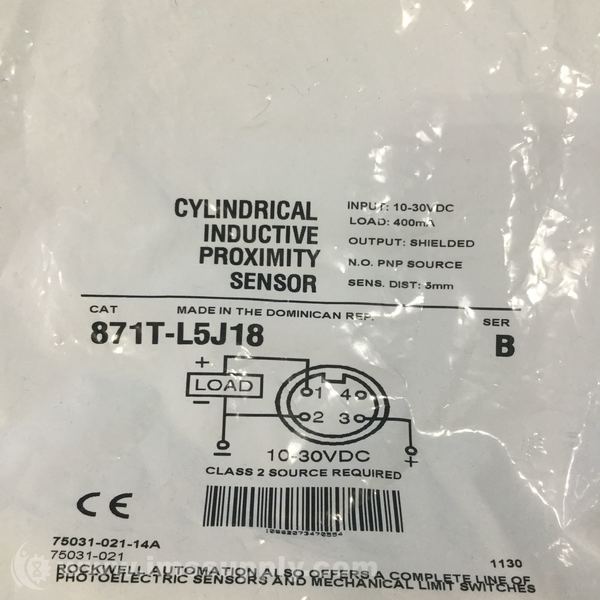 CYLINDRICAL
INDUCTIVE
PROXIMITY
SENSOR
INPUT: 10-30VDC
LOAD: 400mA
OUTPUT: SHIELDED
N.O. PNP SOURCE
SENS. DIST: 5mm
CAT
MADE IN THE DOMINICAN REP.
SER
871T-L5J18
B
+
LOAD
–
1 4
2 3
– +
10-30VDC
CLASS 2 SOURCE REQUIRED
CE
75031-021-14A
75031-021
1130
ROCKWELL AUTOMATION ALSO OFFERS A COMPLETE LINE OF
PHOTOELECTRIC SENSORS AND MECHANICAL LIMIT SWITCHES